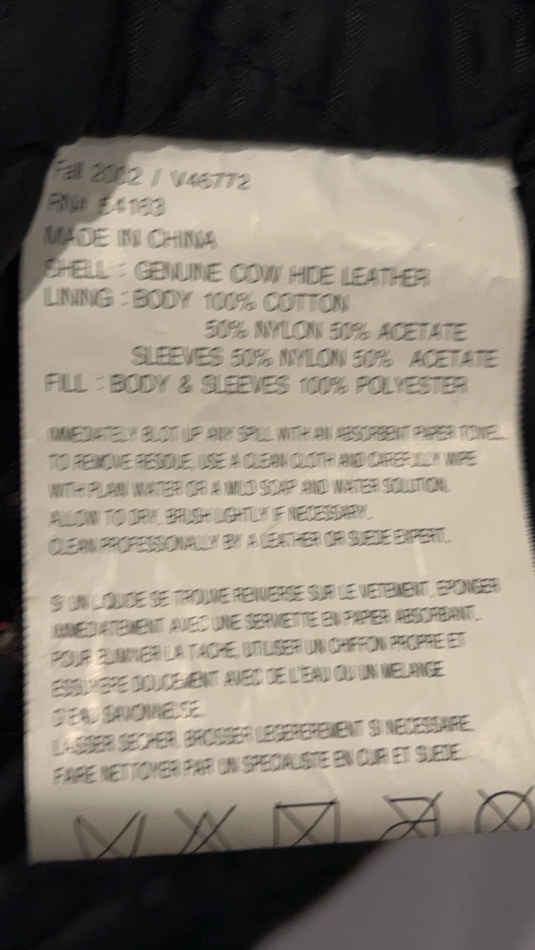 Fall 2002 / V46772
RN# 54163
MADE IN CHINA
SHELL : GENUINE COW HIDE LEATHER
LINING : BODY 100% COTTON
50% NYLON 50% ACETATE
SLEEVES 50% NYLON 50% ACETATE
FILL : BODY & SLEEVES 100% POLYESTER
IMMEDIATELY BLOT UP ANY SPILL WITH AN ABSORBENT PAPER TOWEL.
TO REMOVE RESIDUE, USE A CLEAN CLOTH AND CAREFULLY WIPE
WITH PLAIN WATER OR A MILD SOAP AND WATER SOLUTION.
ALLOW TO DRY. BRUSH LIGHTLY IF NECESSARY.
CLEAN PROFESSIONALLY BY A LEATHER OR SUEDE EXPERT.
SI UN LIQUIDE SE TROUVE RENVERSE SUR LE VETEMENT, EPONGER
IMMEDIATEMENT AVEC UNE SERVIETTE EN PAPIER ABSORBANT.
POUR ELIMINER LA TACHE, UTILISER UN CHIFFON PROPRE ET
DOUCEMENT AVEC DE L'EAU OU UN MELANGE
D'EAU SAVONNEUSE.
LAISSER SECHER. BROSSER LEGEREREMENT SI NECESSAIRE.
FAIRE NETTOYER PAR UN SPECIALISTE EN CUIR ET SUEDE.